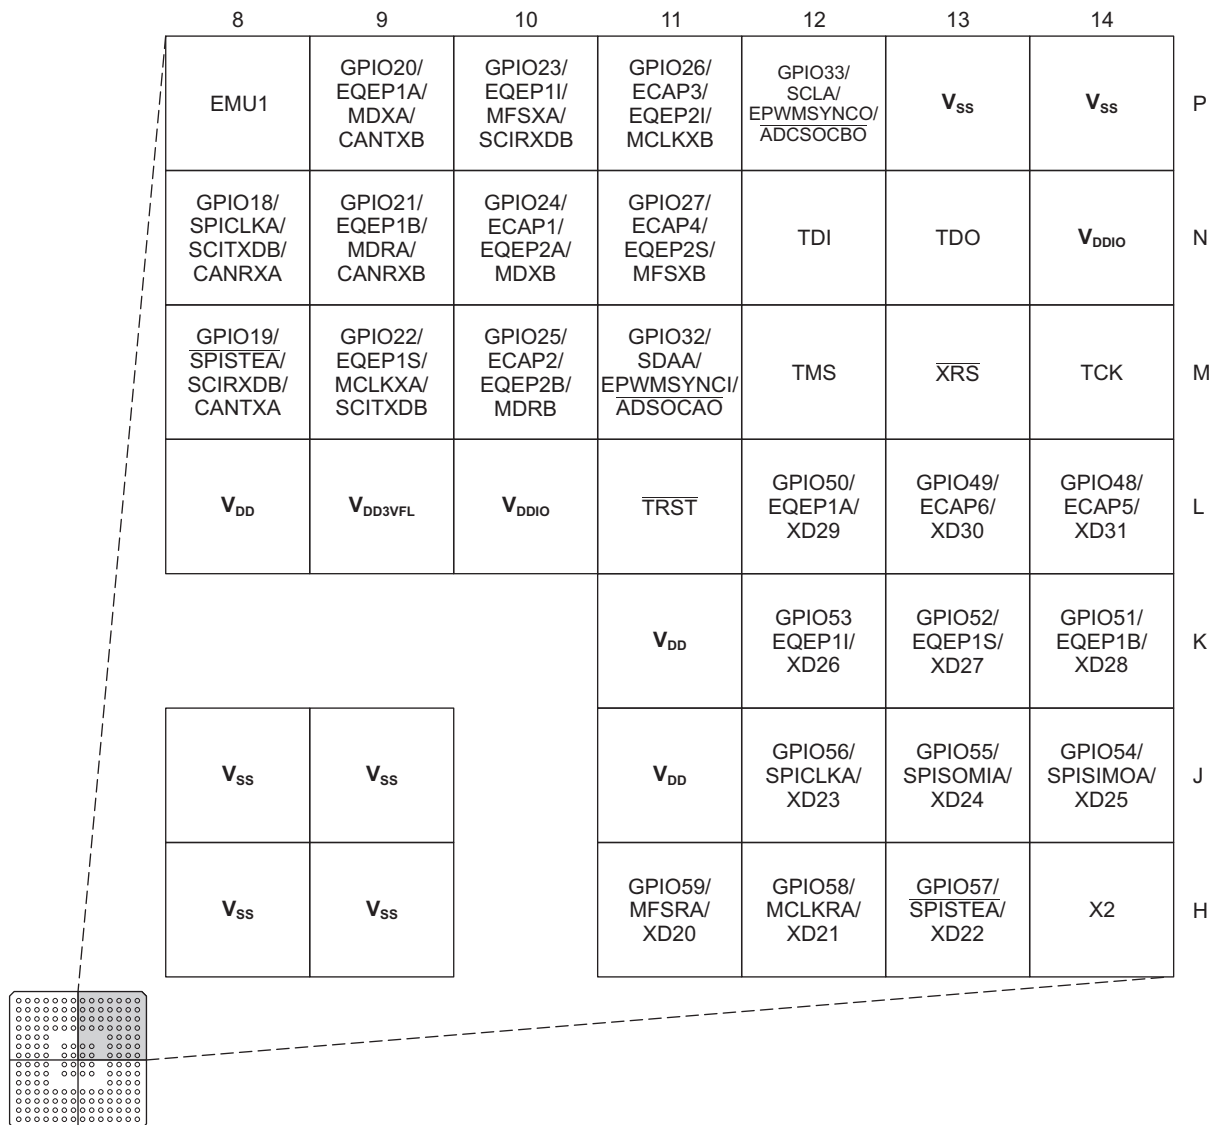 8 9 10 11 12 13 14
EMU1
GPIO20/
EQEP1A/
MDXA/
CANTXB
GPIO23/
EQEP1I/
MFSXA/
SCIRXDB
GPIO26/
ECAP3/
EQEP2I/
MCLKXB
GPIO33/
SCLA/
EPWMSYNCO/
ADCSOCBO
VSS
VSS
P
GPIO18/
SPICLKA/
SCITXDB/
CANRXA
GPIO21/
EQEP1B/
MDRA/
CANRXB
GPIO24/
ECAP1/
EQEP2A/
MDXB
GPIO27/
ECAP4/
EQEP2S/
MFSXB
TDI
TDO
VDDIO
N
GPIO19/
SPISTEA/
SCIRXDB/
CANTXA
GPIO22/
EQEP1S/
MCLKXA/
SCITXDB
GPIO25/
ECAP2/
EQEP2B/
MDRB
GPIO32/
SDAA/
EPWMSYNCI/
ADSOCAO
TMS
XRS
TCK
M
VDD
VDD3VFL
VDDIO
TRST
GPIO50/
EQEP1A/
XD29
GPIO49/
ECAP6/
XD30
GPIO48/
ECAP5/
XD31
L
VDD
GPIO53
EQEP1I/
XD26
GPIO52/
EQEP1S/
XD27
GPIO51/
EQEP1B/
XD28
K
VSS
VSS
VDD
GPIO56/
SPICLKA/
XD23
GPIO55/
SPISOMIA/
XD24
GPIO54/
SPISIMOA/
XD25
J
VSS
VSS
GPIO59/
MFSRA/
XD20
GPIO58/
MCLKRA/
XD21
GPIO57/
SPISTEA/
XD22
X2
H